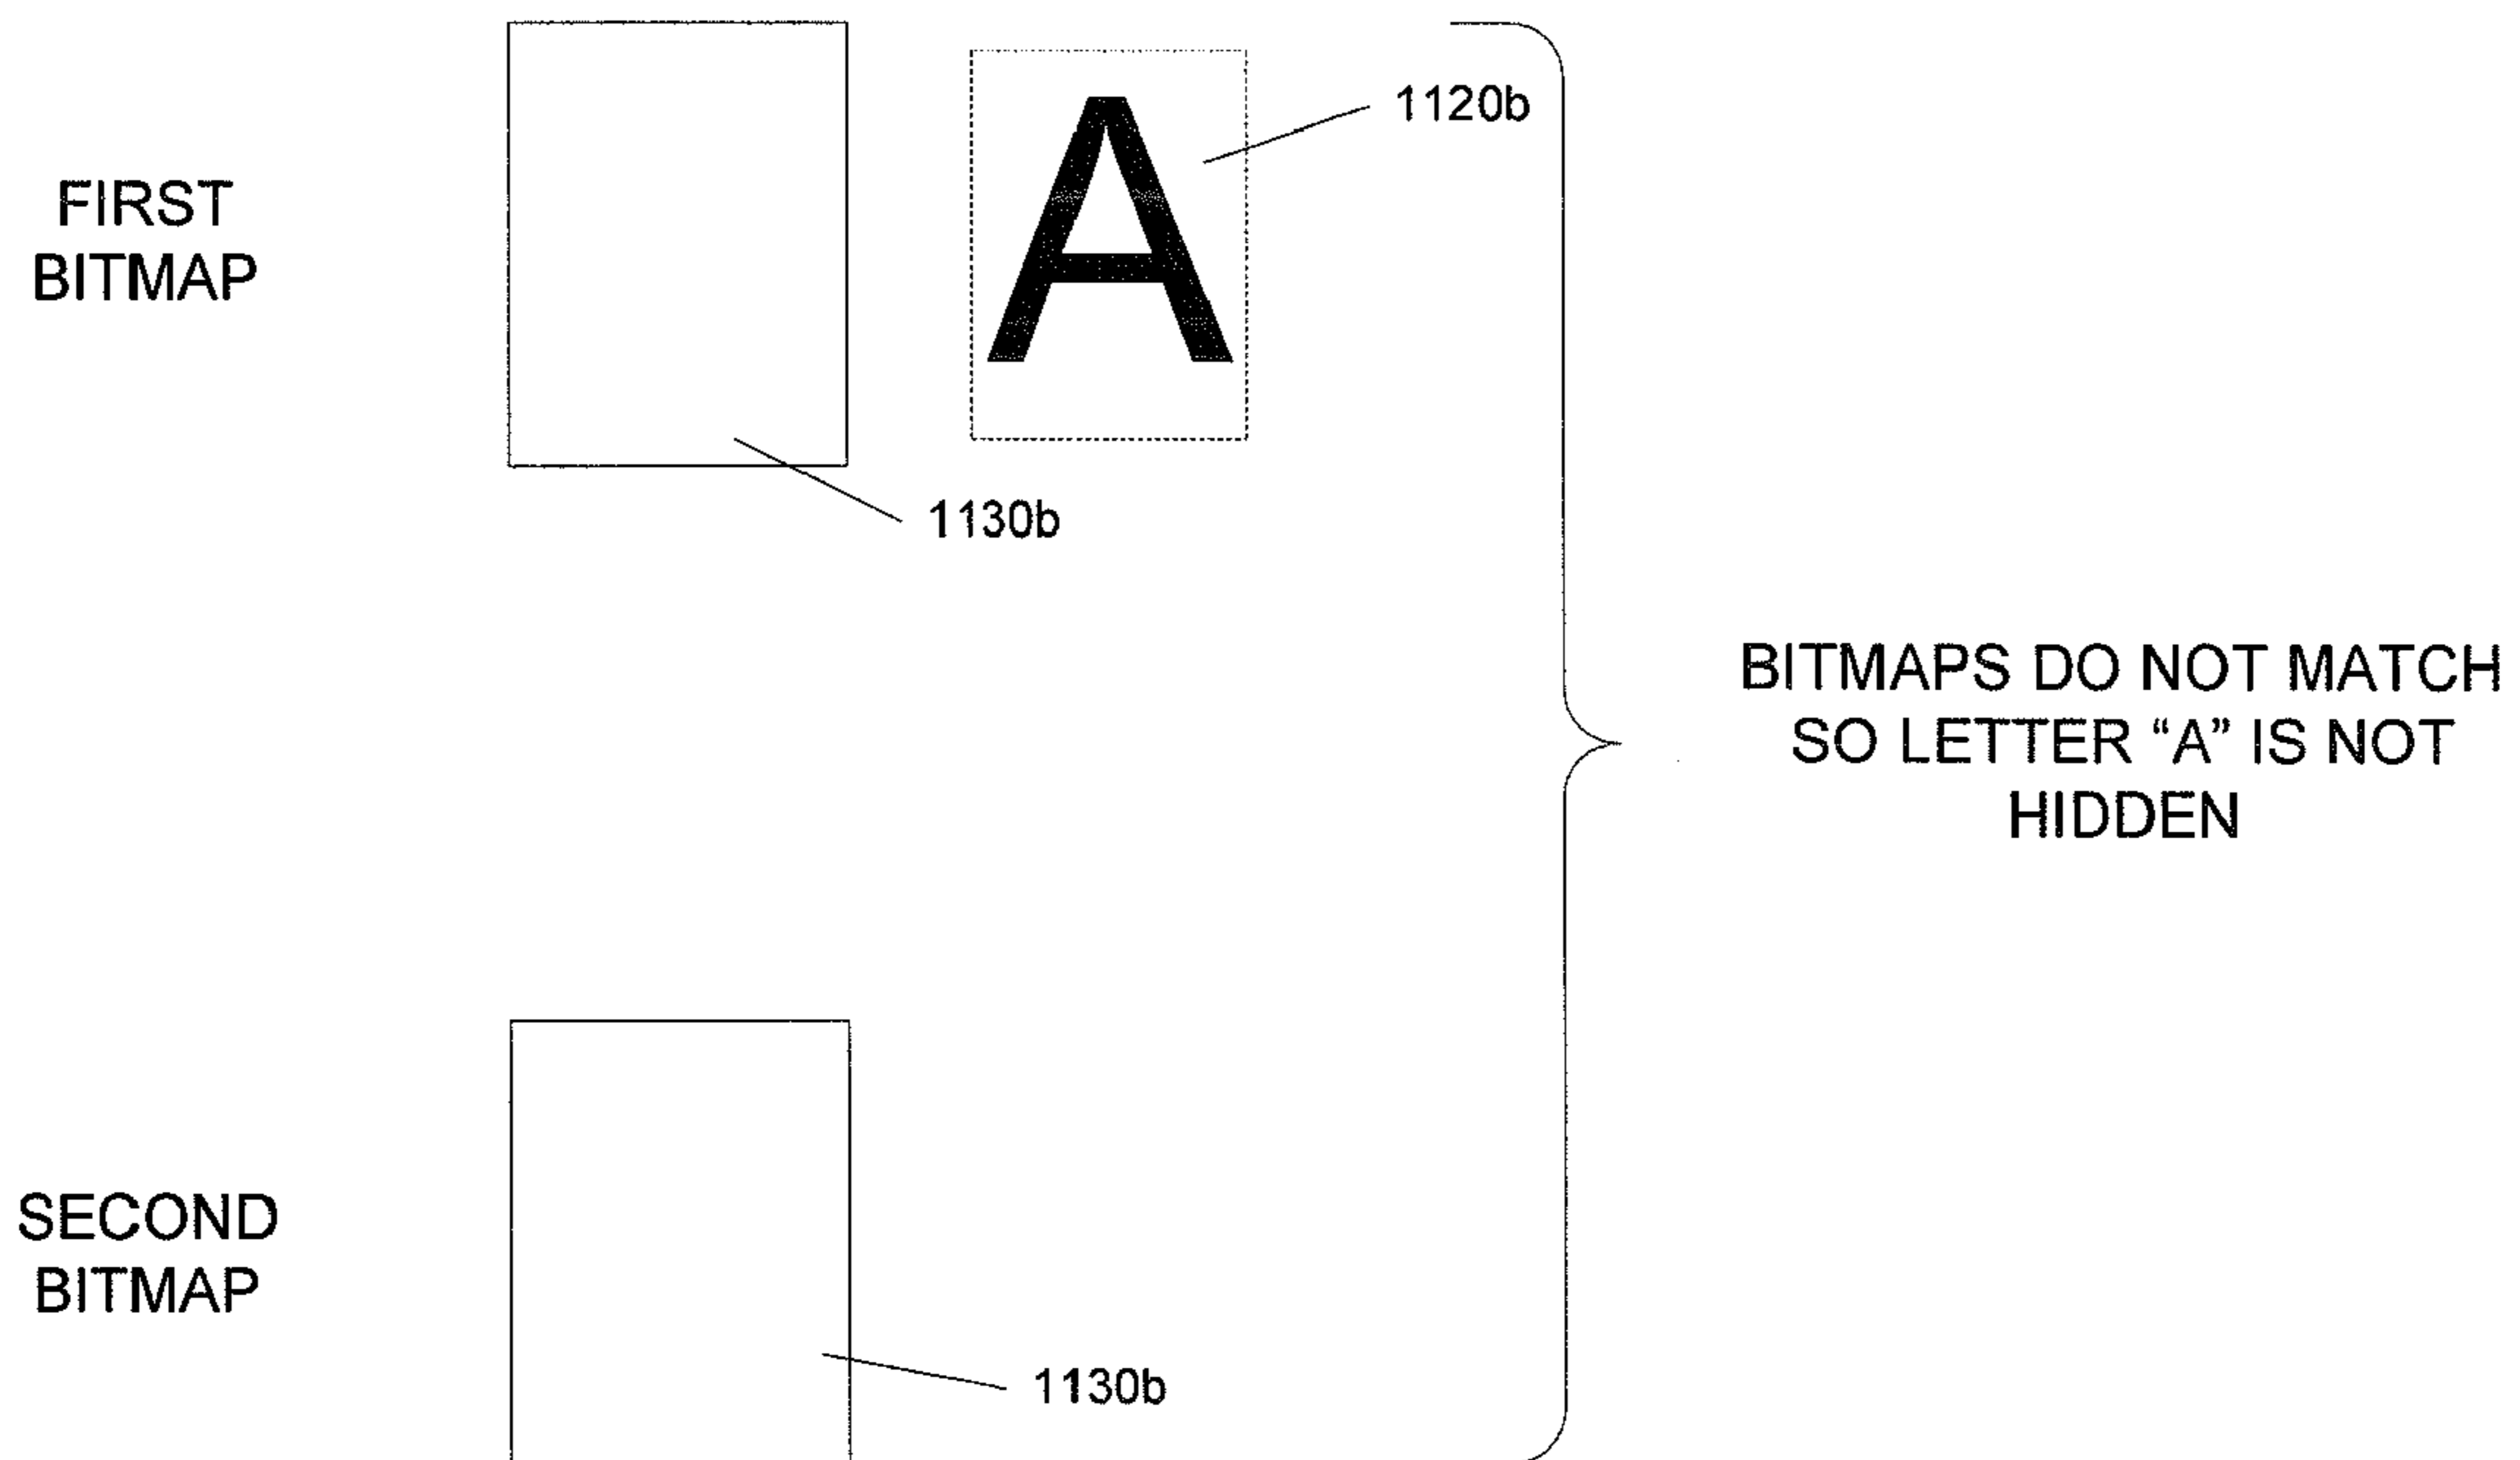 FIRST
BITMAP
1120b
1130b
A
BITMAPS DO NOT MATCH
SO LETTER “A” IS NOT
HIDDEN
SECOND
BITMAP
1130b